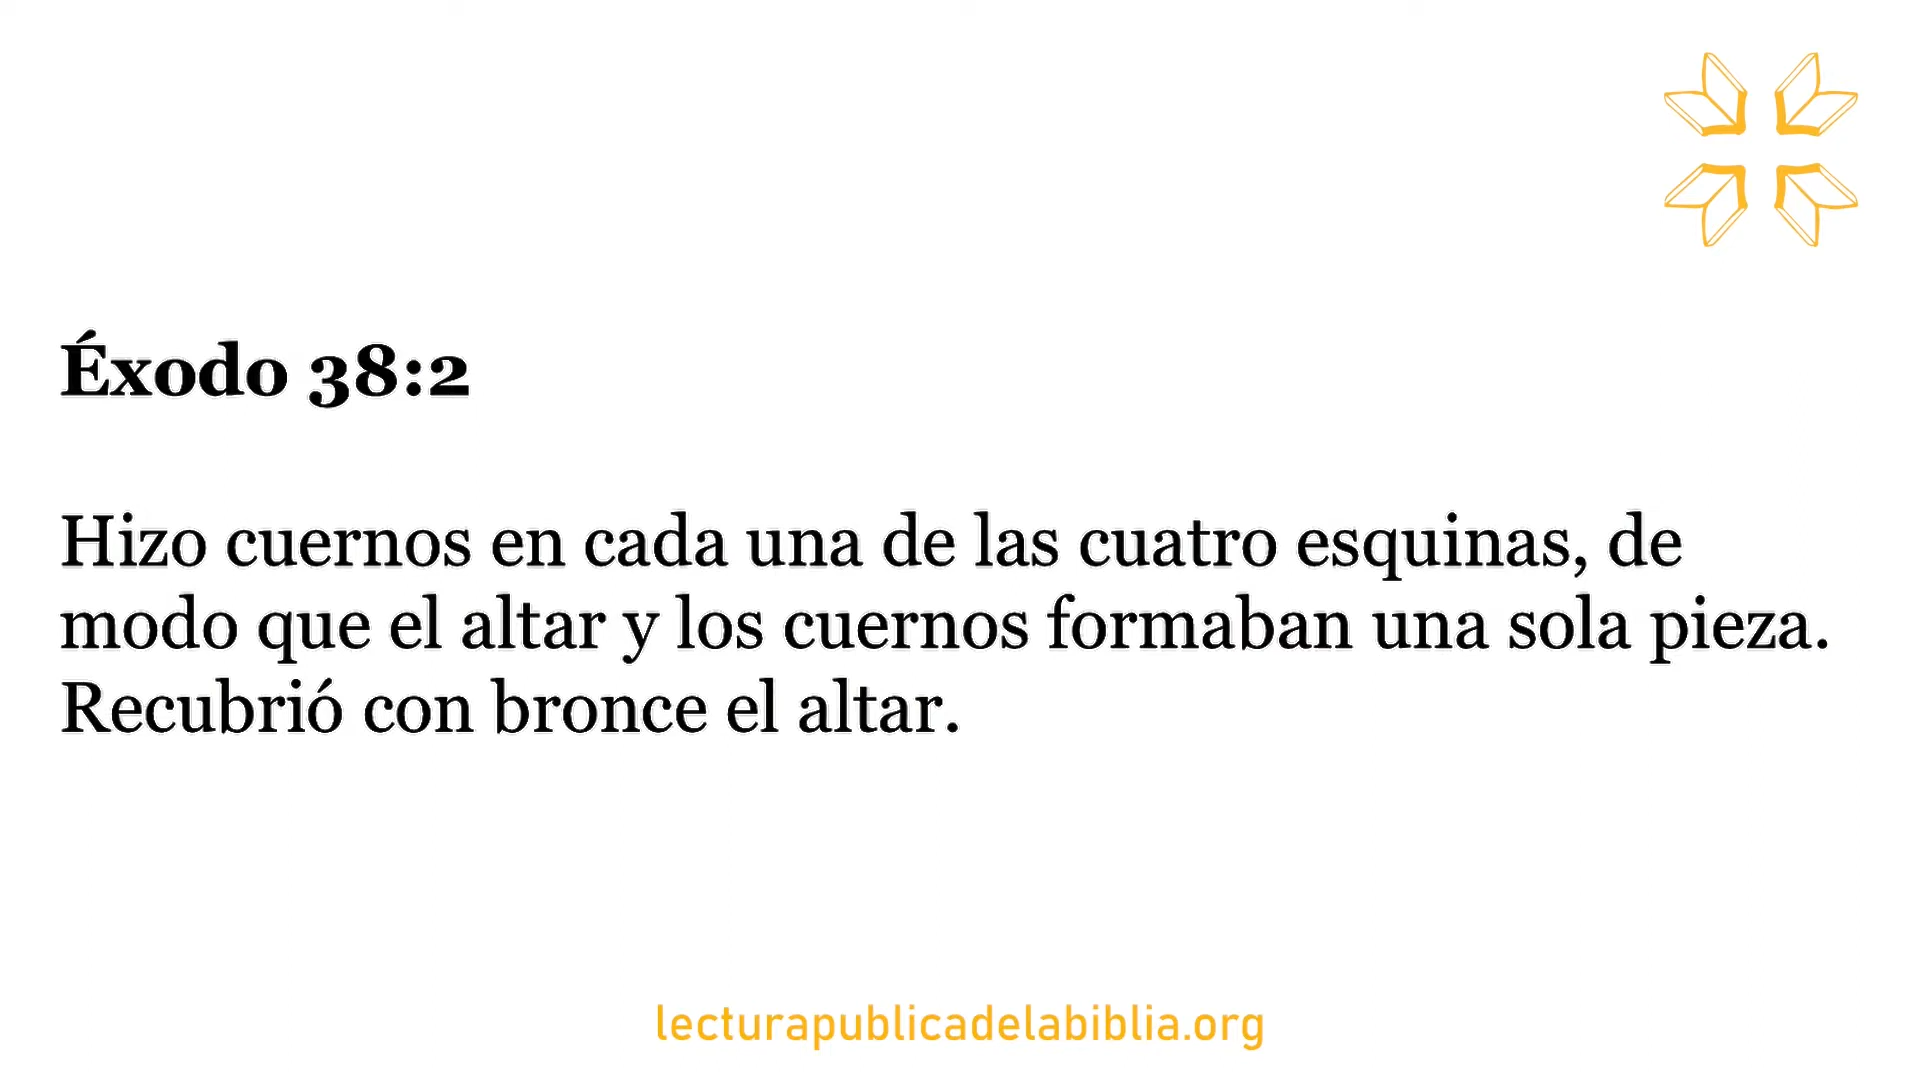 Éxodo 38:2
Hizo cuernos en cada una de las cuatro esquinas, de
modo que el altar y los cuernos formaban una sola pieza.
Recubrió con bronce el altar.
lecturapublicadelabiblia.org